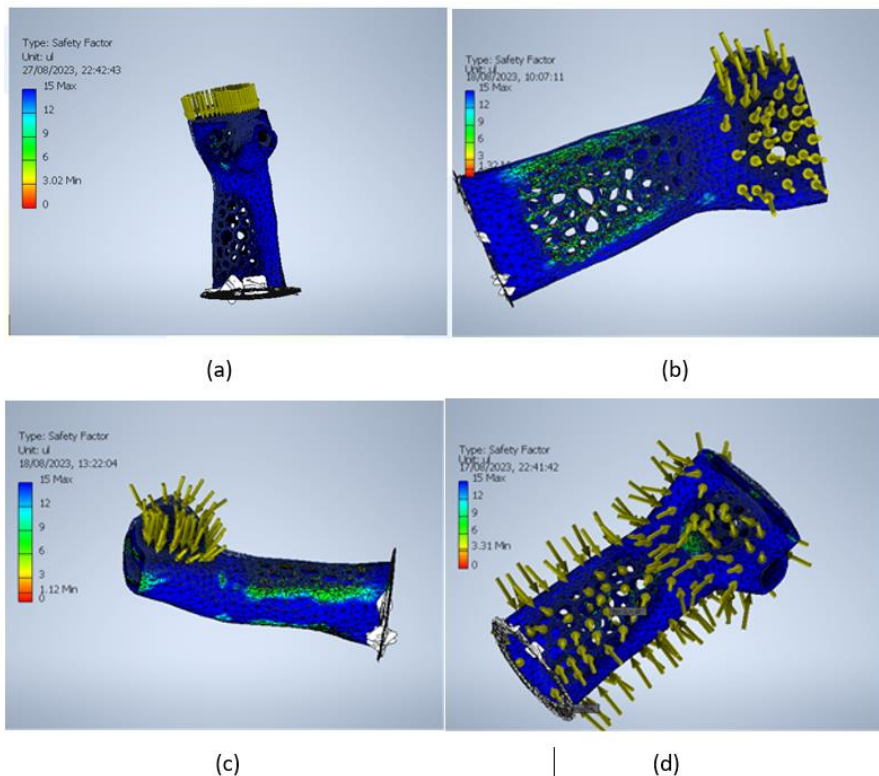 Type: Safety Factor
Unit: ul
27/08/2023, 22:42:43
15 Max
12
9
6
3.02 Min
0
(a)
Type: Safety Factor
Unit: ul
18/08/2023, 10:07:11
15 Max
12
9
6
3
1.32 Min
0
(b)
Type: Safety Factor
Unit: ul
18/08/2023, 13:22:04
15 Max
12
9
6
3
1.12 Min
0
(c)
Type: Safety Factor
Unit: ul
17/08/2023, 22:41:42
15 Max
12
9
6
3.31 Min
0
(d)